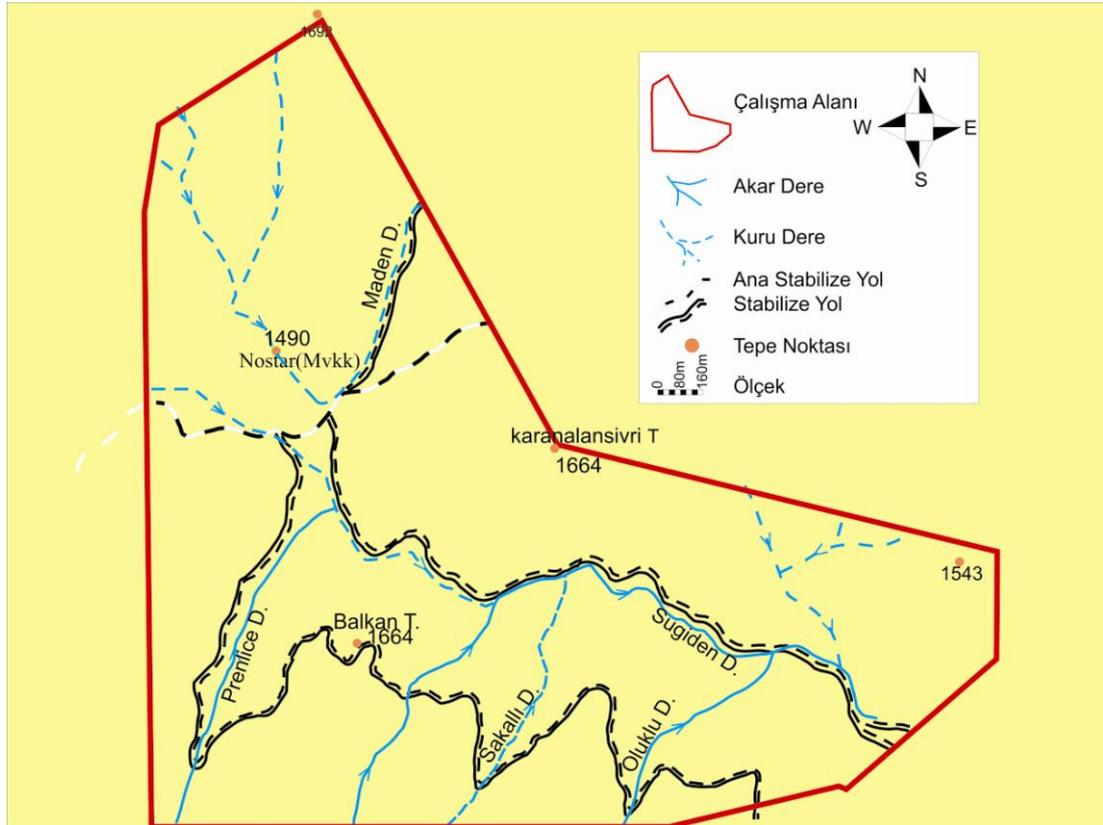 1692
N
Çalışma Alanı
W E
S
Akar Dere
Kuru Dere
Maden D.
Ana Stabilize Yol
Stabilize Yol
1490
Nostar(Mvkk)
Tepe Noktası
0 80m 160m
Ölçek
karanalansivri T
1664
1543
Balkan T.
1664
Prenlice D.
Sugiden D.
Sakallı D.
Oluklu D.